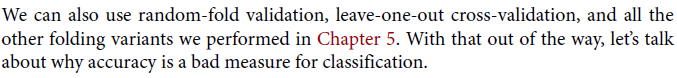 We can also use random-fold validation, leave-one-out cross-validation, and all the
other folding variants we performed in Chapter 5. With that out of the way, let's talk
about why accuracy is a bad measure for classification.